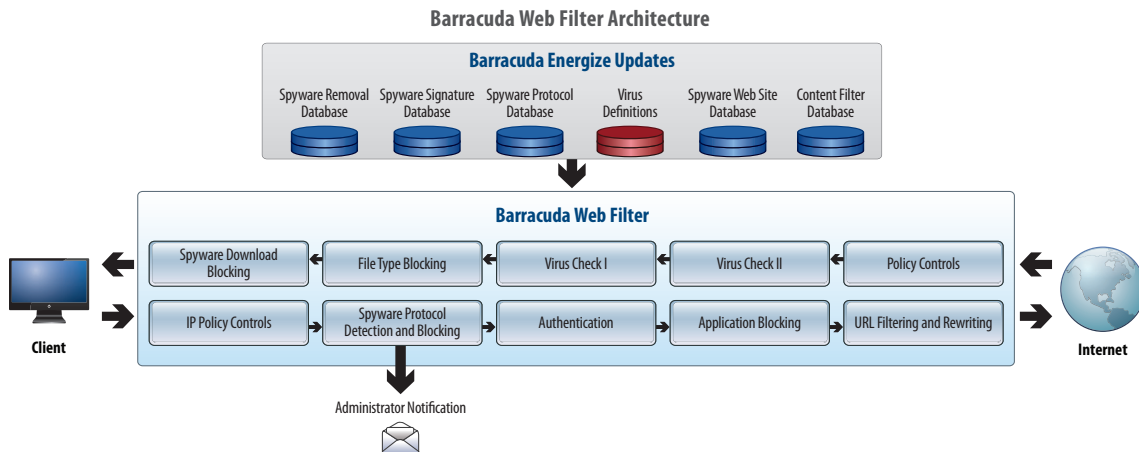 Barracuda Web Filter Architecture
Barracuda Energize Updates
Spyware Removal
Database
Spyware Signature
Database
Spyware Protocol
Database
Virus
Definitions
Spyware Web Site
Database
Content Filter
Database
Barracuda Web Filter
Spyware Download
Blocking
File Type Blocking
Virus Check I
Virus Check II
Policy Controls
IP Policy Controls
Spyware Protocol
Detection and Blocking
Authentication
Application Blocking
URL Filtering and Rewriting
Client
Internet
Administrator Notification